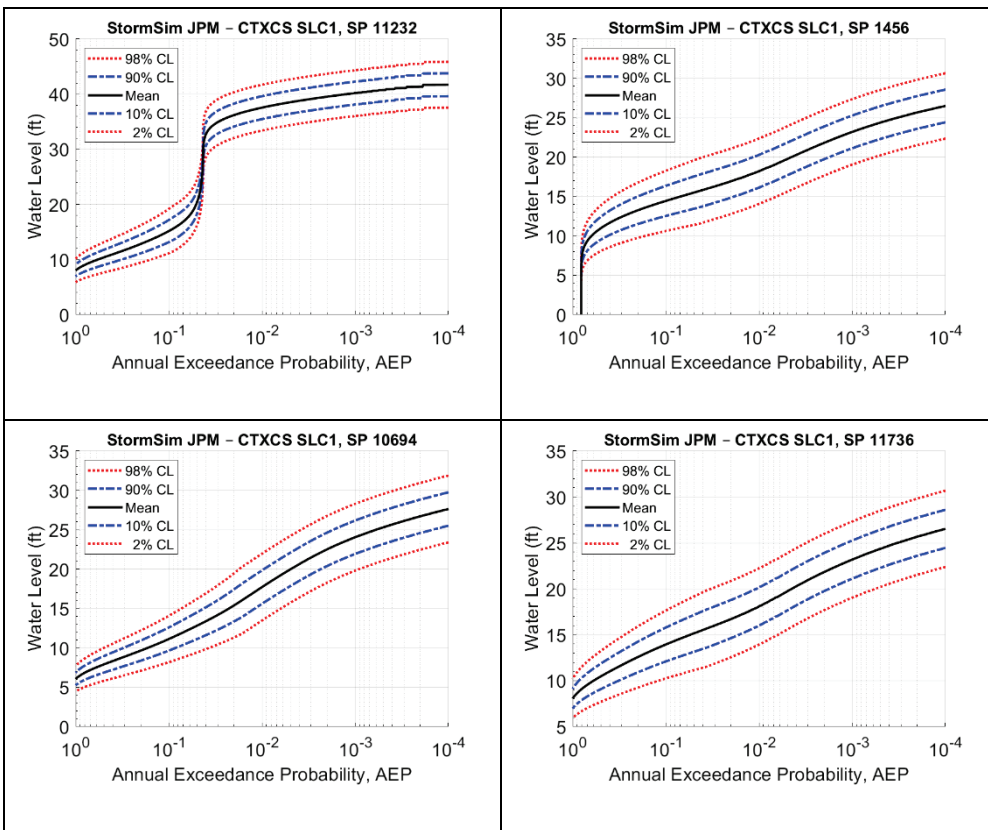 StormSim JPM – CTXCS SLC1, SP 11232
98% CL
90% CL
Mean
10% CL
2% CL
Water Level (ft)
50
40
30
20
10
0
10^0 10^-1 10^-2 10^-3 10^-4
Annual Exceedance Probability, AEP
StormSim JPM – CTXCS SLC1, SP 1456
98% CL
90% CL
Mean
10% CL
2% CL
Water Level (ft)
35
30
25
20
15
10
5
0
10^0 10^-1 10^-2 10^-3 10^-4
Annual Exceedance Probability, AEP
StormSim JPM – CTXCS SLC1, SP 10694
98% CL
90% CL
Mean
10% CL
2% CL
Water Level (ft)
35
30
25
20
15
10
5
0
10^0 10^-1 10^-2 10^-3 10^-4
Annual Exceedance Probability, AEP
StormSim JPM – CTXCS SLC1, SP 11736
98% CL
90% CL
Mean
10% CL
2% CL
Water Level (ft)
35
30
25
20
15
10
5
10^0 10^-1 10^-2 10^-3 10^-4
Annual Exceedance Probability, AEP